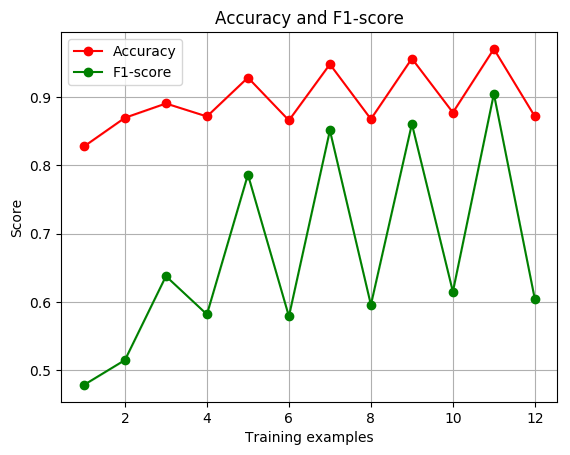 Accuracy and F1-score
Accuracy
F1-score
0.9
0.8
0.7
0.6
0.5
Score
2 4 6 8 10 12
Training examples